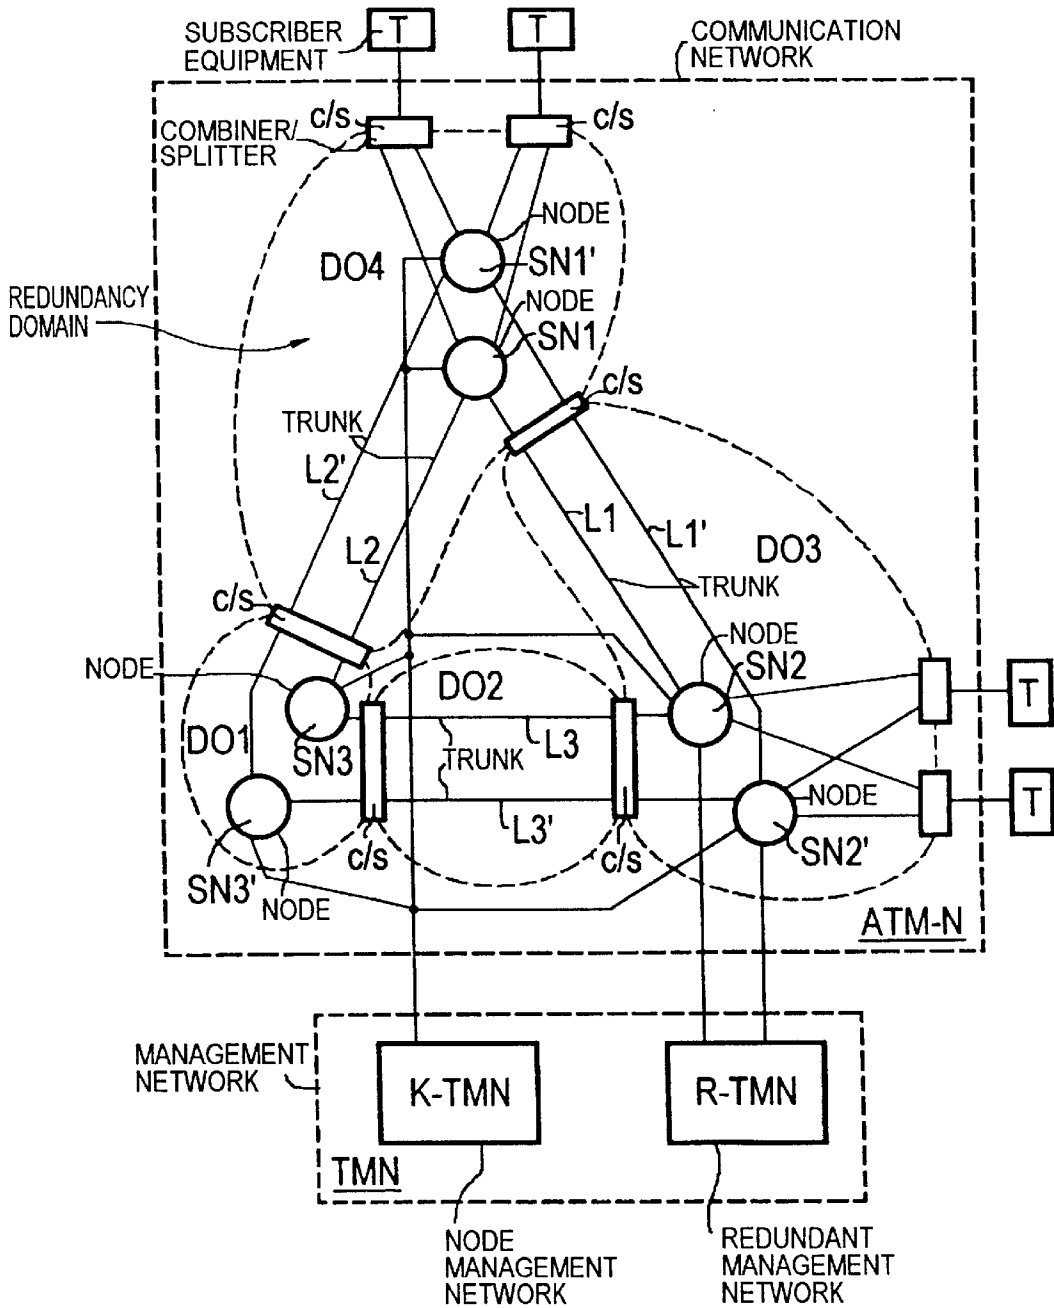 SUBSCRIBER
EQUIPMENT
T
T
COMMUNICATION
NETWORK
c/s
c/s
COMBINER/
SPLITTER
NODE
DO4
SN1'
NODE
SN1
REDUNDANCY
DOMAIN
c/s
TRUNK
L2'
L1
L1'
L2
DO3
TRUNK
c/s
NODE
NODE
SN2
DO2
T
DO1
SN3
L3
TRUNK
NODE
T
L3'
c/s
c/s
SN2'
SN3'
NODE
ATM-N
MANAGEMENT
NETWORK
K-TMN
R-TMN
TMN
NODE
MANAGEMENT
NETWORK
REDUNDANT
MANAGEMENT
NETWORK